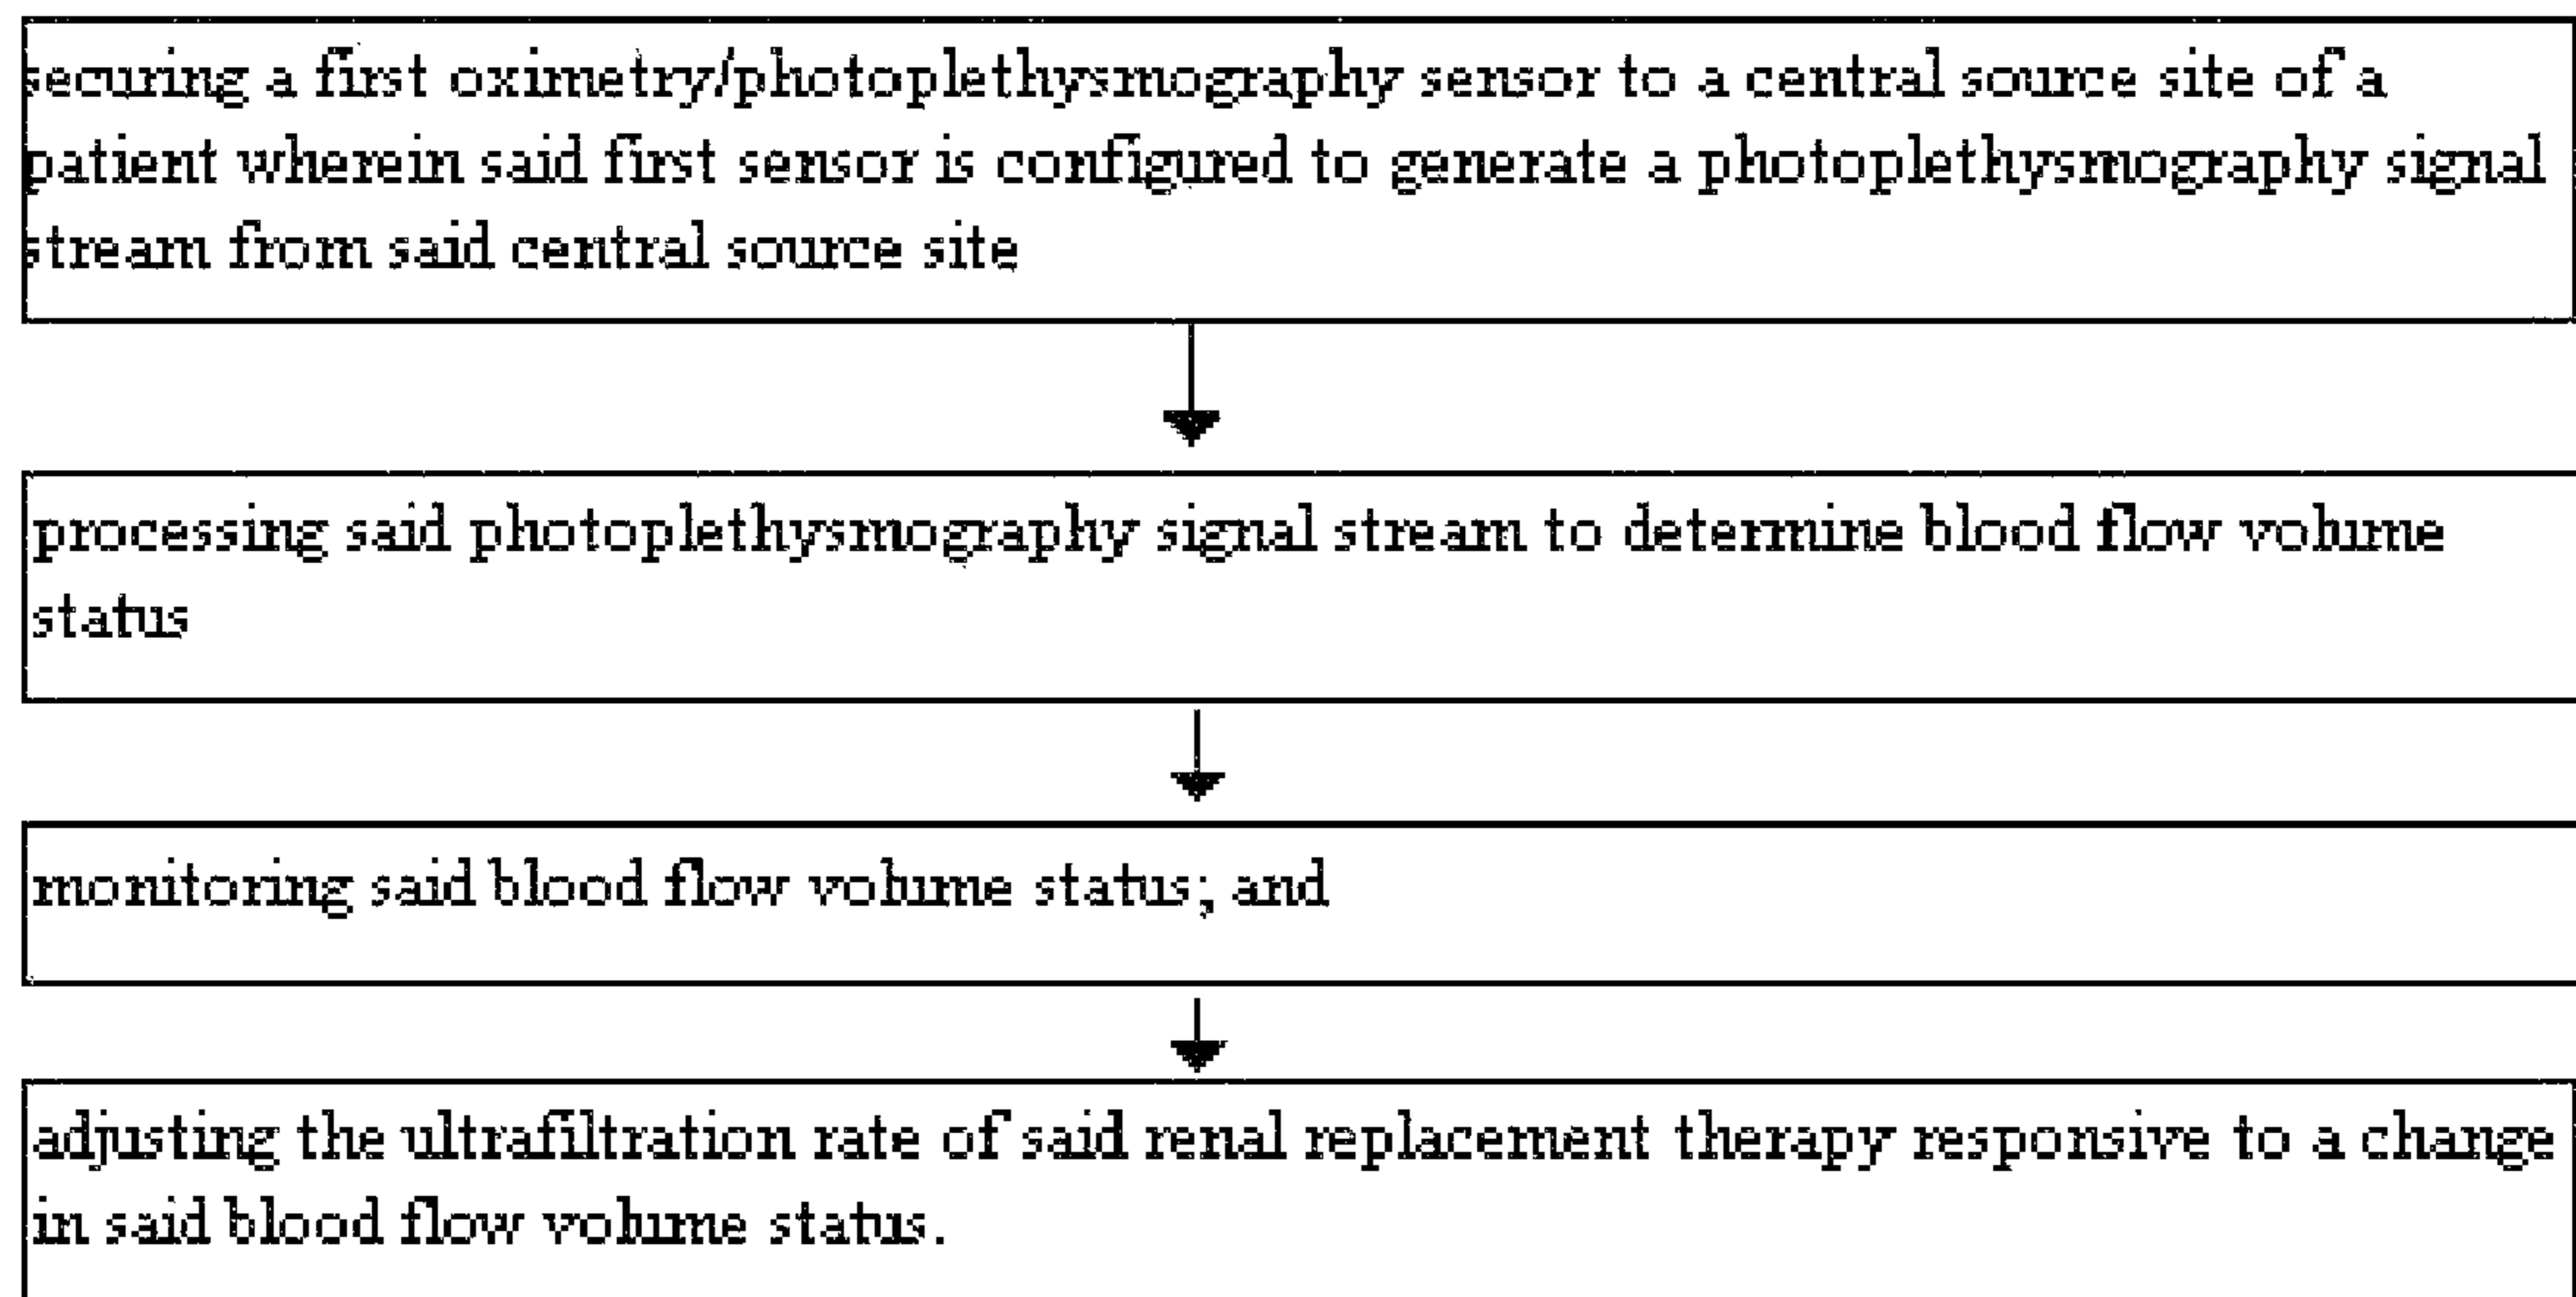 securing a first oximetry/photoplethysmography sensor to a central source site of a
patient wherein said first sensor is configured to generate a photoplethysmography signal
stream from said central source site
processing said photoplethysmography signal stream to determine blood flow volume
status
monitoring said blood flow volume status; and
adjusting the ultrafiltration rate of said renal replacement therapy responsive to a change
in said blood flow volume status.